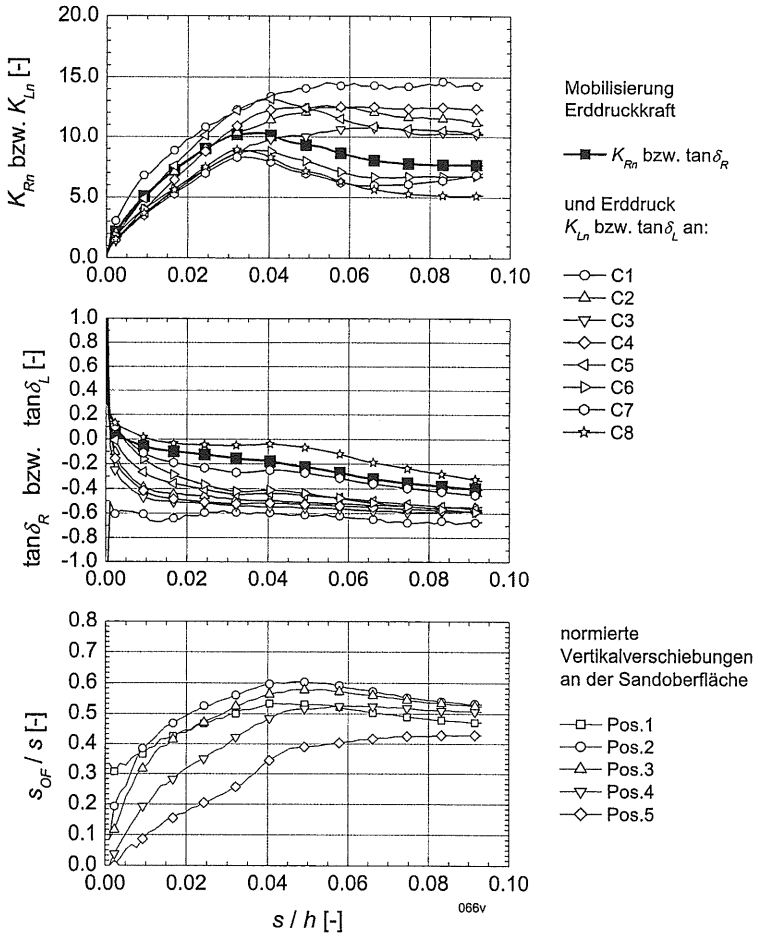 20.0
15.0
10.0
5.0
0.0
K_Rn bzw. K_Ln [-]
0.00 0.02 0.04 0.06 0.08 0.10
Mobilisierung
Erddruckkraft
K_Rn bzw. tanδ_R
und Erddruck
K_Ln bzw. tanδ_L an:
C1
C2
C3
C4
C5
C6
C7
C8
1.0
0.8
0.6
0.4
0.2
0.0
-0.2
-0.4
-0.6
-0.8
-1.0
tanδ_R bzw. tanδ_L [-]
0.00 0.02 0.04 0.06 0.08 0.10
0.8
0.7
0.6
0.5
0.4
0.3
0.2
0.1
0.0
s_OF / s [-]
0.00 0.02 0.04 0.06 0.08 0.10
s / h [-]
066v
normierte
Vertikalverschiebungen
an der Sandoberfläche
Pos.1
Pos.2
Pos.3
Pos.4
Pos.5